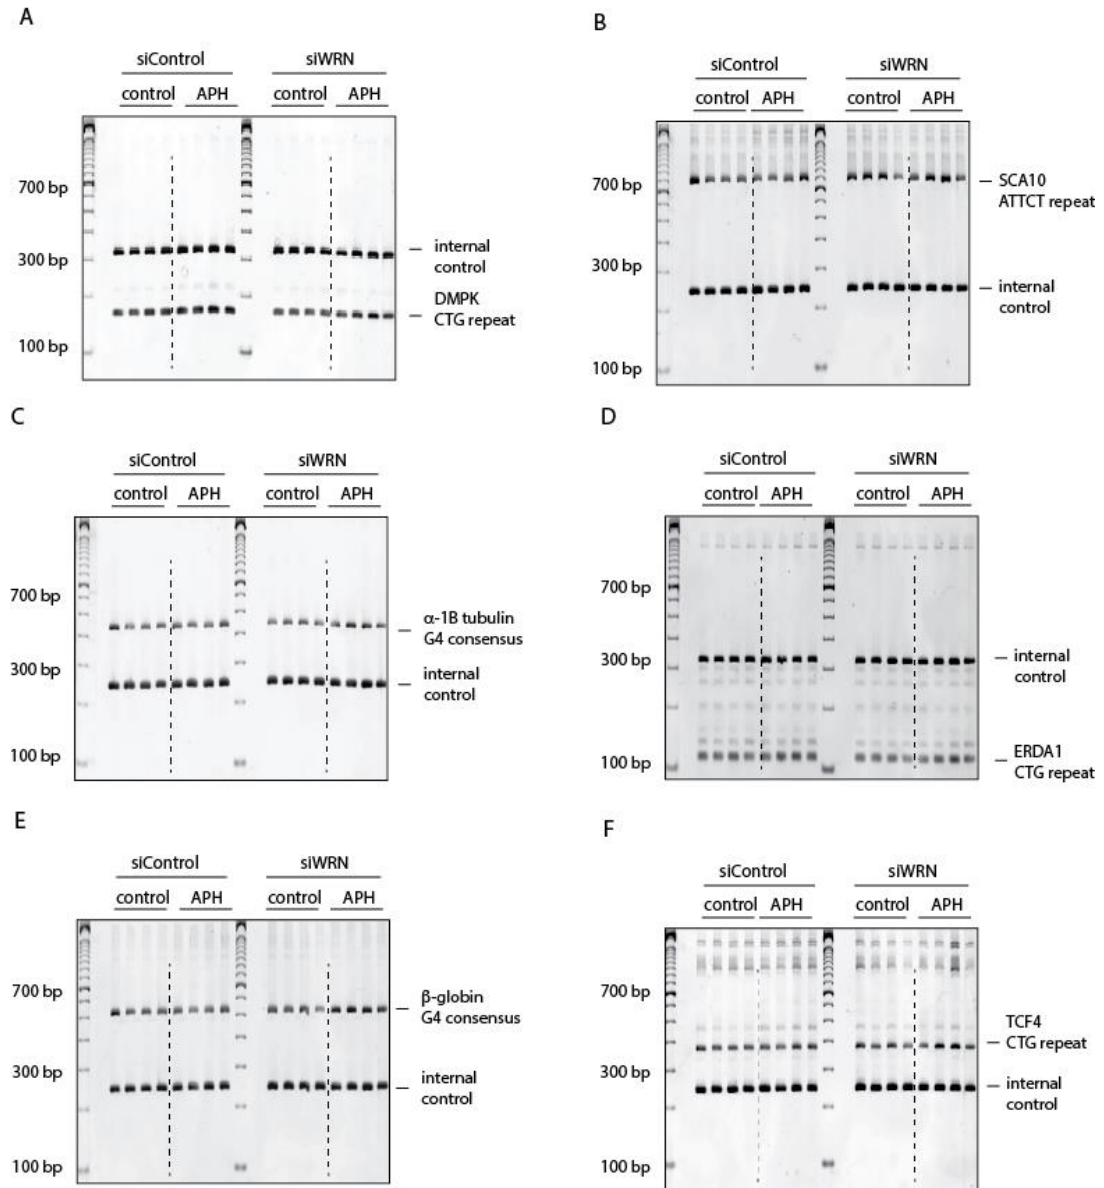 A
siControl
siWRN
control
APH
control
APH
700 bp
300 bp
100 bp
internal
control
DMPK
CTG repeat
B
siControl
siWRN
control
APH
control
APH
700 bp
300 bp
100 bp
SCA10
ATTCT repeat
internal
control
C
siControl
siWRN
control
APH
control
APH
700 bp
300 bp
100 bp
α-1B tubulin
G4 consensus
internal
control
D
siControl
siWRN
control
APH
control
APH
700 bp
300 bp
100 bp
internal
control
ERDA1
CTG repeat
E
siControl
siWRN
control
APH
control
APH
700 bp
300 bp
100 bp
β-globin
G4 consensus
internal
control
F
siControl
siWRN
control
APH
control
APH
700 bp
300 bp
100 bp
TCF4
CTG repeat
internal
control